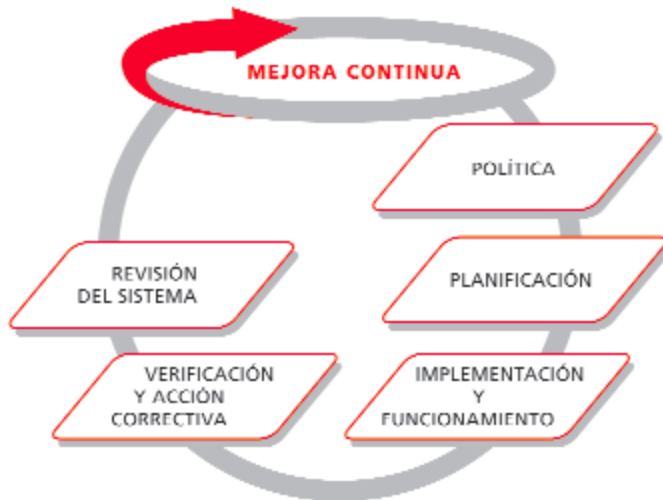 MEJORA CONTINUA
POLÍTICA
PLANIFICACIÓN
IMPLEMENTACIÓN
Y
FUNCIONAMIENTO
VERIFICACIÓN
Y ACCIÓN
CORRECTIVA
REVISIÓN
DEL SISTEMA